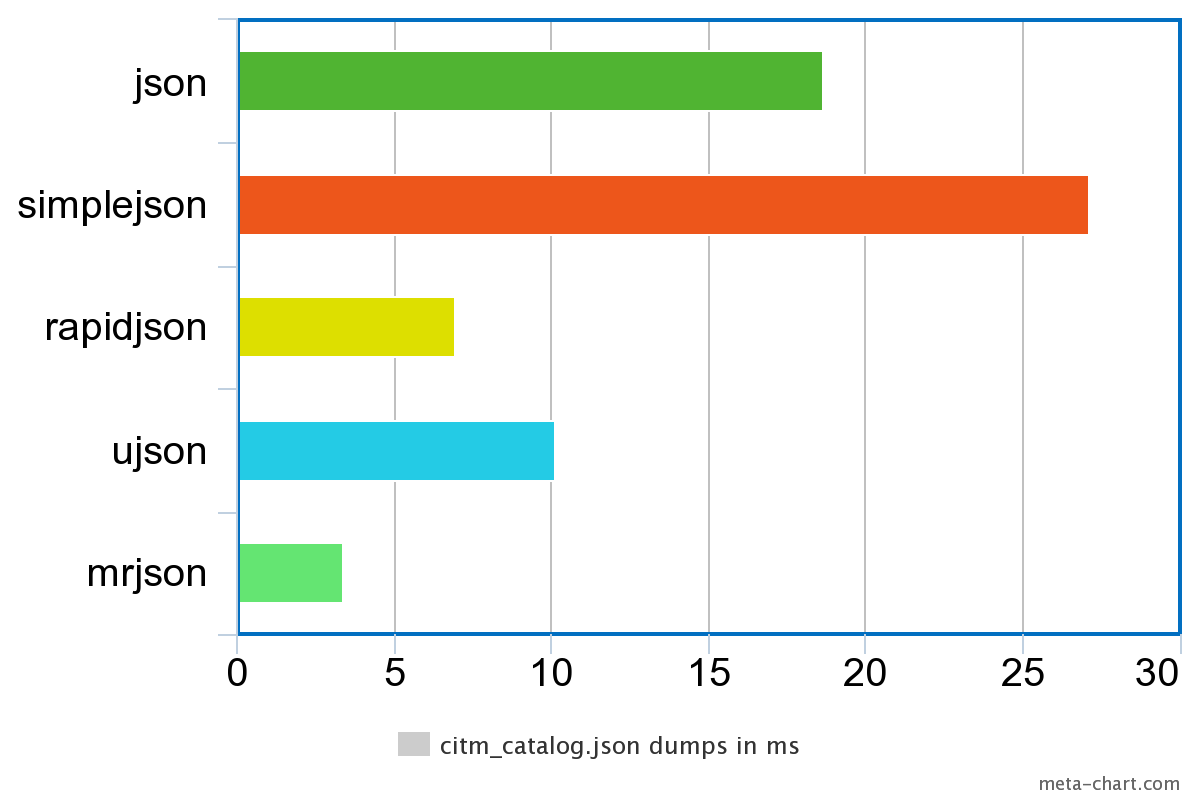 json
simplejson
rapidjson
ujson
mrjson
0 5 10 15 20 25 30
citm_catalog.json dumps in ms
meta-chart.com